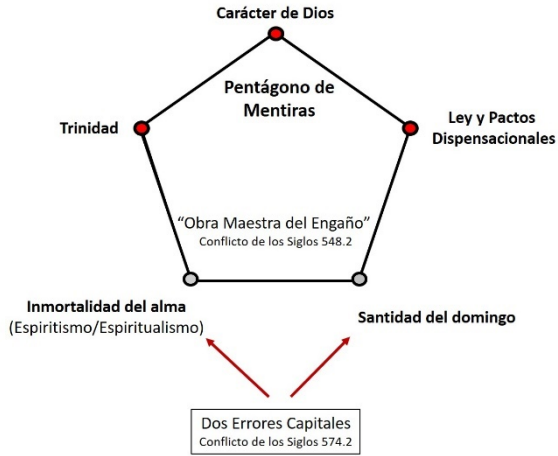 Carácter de Dios
Pentágono de
Mentiras
Trinidad
Ley y Pactos
Dispensacionales
“Obra Maestra del Engaño”
Conflicto de los Siglos 548.2
Inmortalidad del alma
(Espiritismo/Espiritualismo)
Santidad del domingo
Dos Errores Capitales
Conflicto de los Siglos 574.2